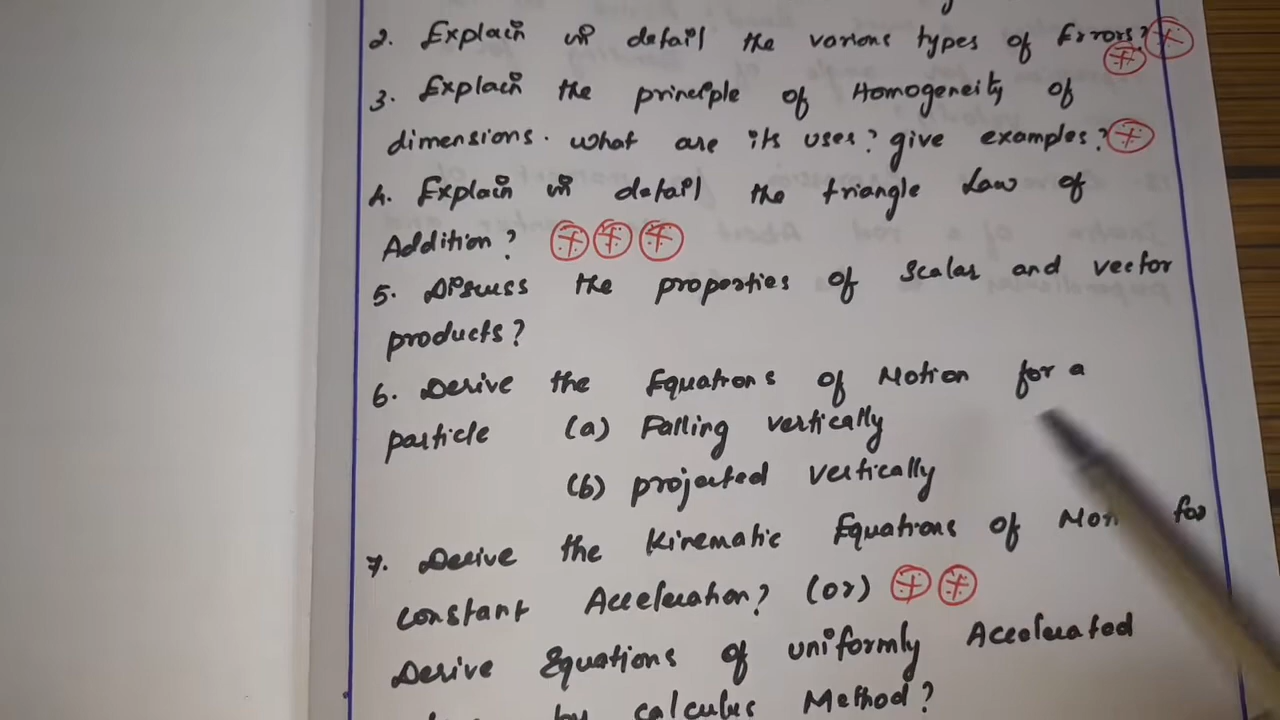 2. Explain in detail the various types of Errors?
3. Explain the principle of Homogeneity of
dimensions. what are its uses? give examples?
4. Explain in detail the triangle Law of
Addition?
5. Discuss the properties of scalar and vector
products?
6. Derive the Equations of Motion for a
particle (a) Falling vertically
(b) projected vertically
7. Derive the Kinematic Equations of for
constant Acceleration? (or)
Derive Equations of uniformly Accelerated
by calculus Method?